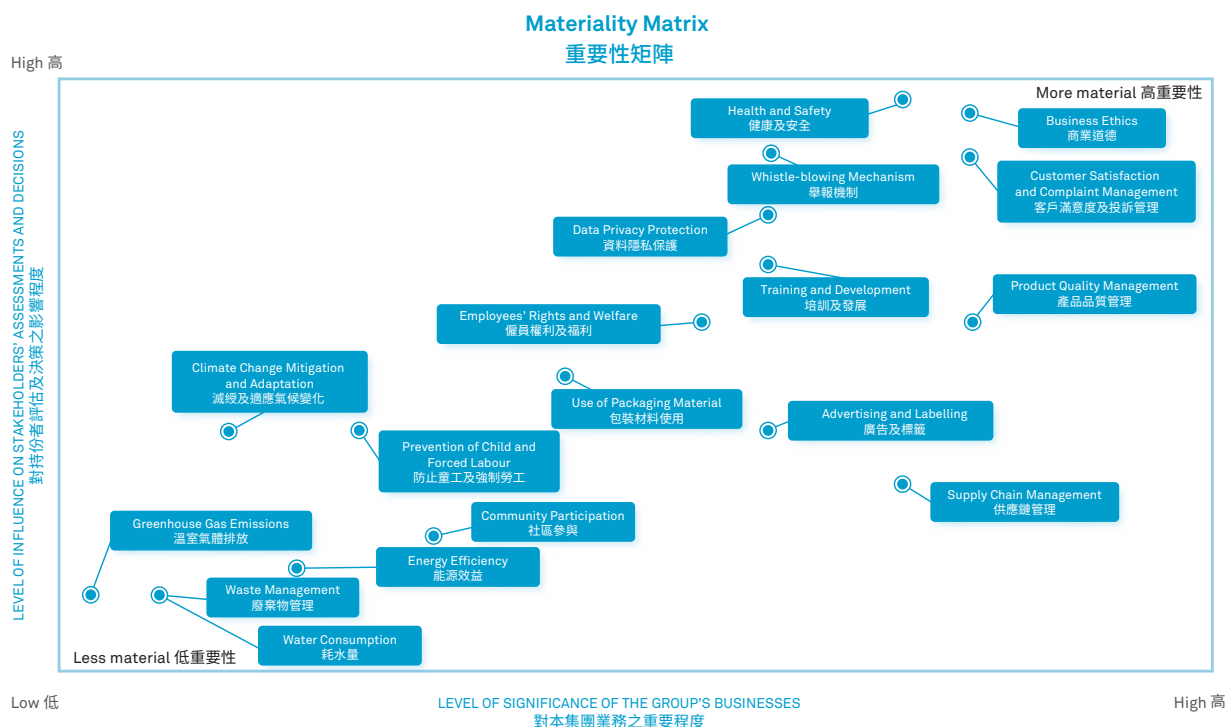 Materiality Matrix
重要性矩陣
High 高
More material 高重要性
Health and Safety
健康及安全
Business Ethics
商業道德
Whistle-blowing Mechanism
舉報機制
Customer Satisfaction
and Complaint Management
客戶滿意度及投訴管理
Data Privacy Protection
資料隱私保護
Training and Development
培訓及發展
Product Quality Management
產品品質管理
Employees' Rights and Welfare
僱員權利及福利
Climate Change Mitigation
and Adaptation
減緩及適應氣候變化
Use of Packaging Material
包裝材料使用
Advertising and Labelling
廣告及標籤
Prevention of Child and
Forced Labour
防止童工及強制勞工
Supply Chain Management
供應鏈管理
Greenhouse Gas Emissions
溫室氣體排放
Community Participation
社區參與
Energy Efficiency
能源效益
Waste Management
廢棄物管理
Water Consumption
耗水量
Less material 低重要性
LEVEL OF INFLUENCE ON STAKEHOLDERS' ASSESSMENTS AND DECISIONS
對持份者評估及決策之影響程度
Low 低
LEVEL OF SIGNIFICANCE OF THE GROUP'S BUSINESSES
對本集團業務之重要程度
High 高